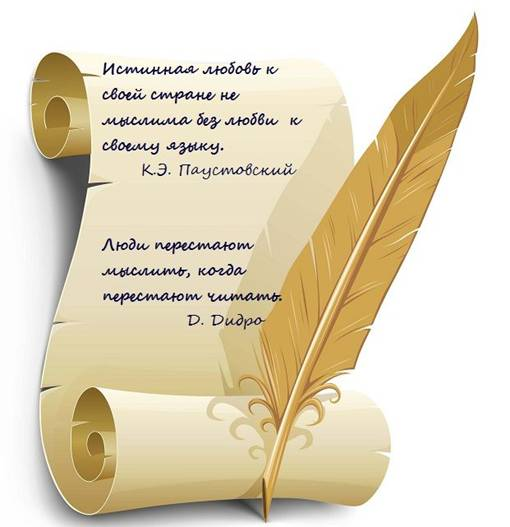 Истинная любовь к
своей стране не
мыслима без любви к
своему языку.
К.Э. Паустовский
Люди перестают
мыслить, когда
перестают читать.
D. Дидро